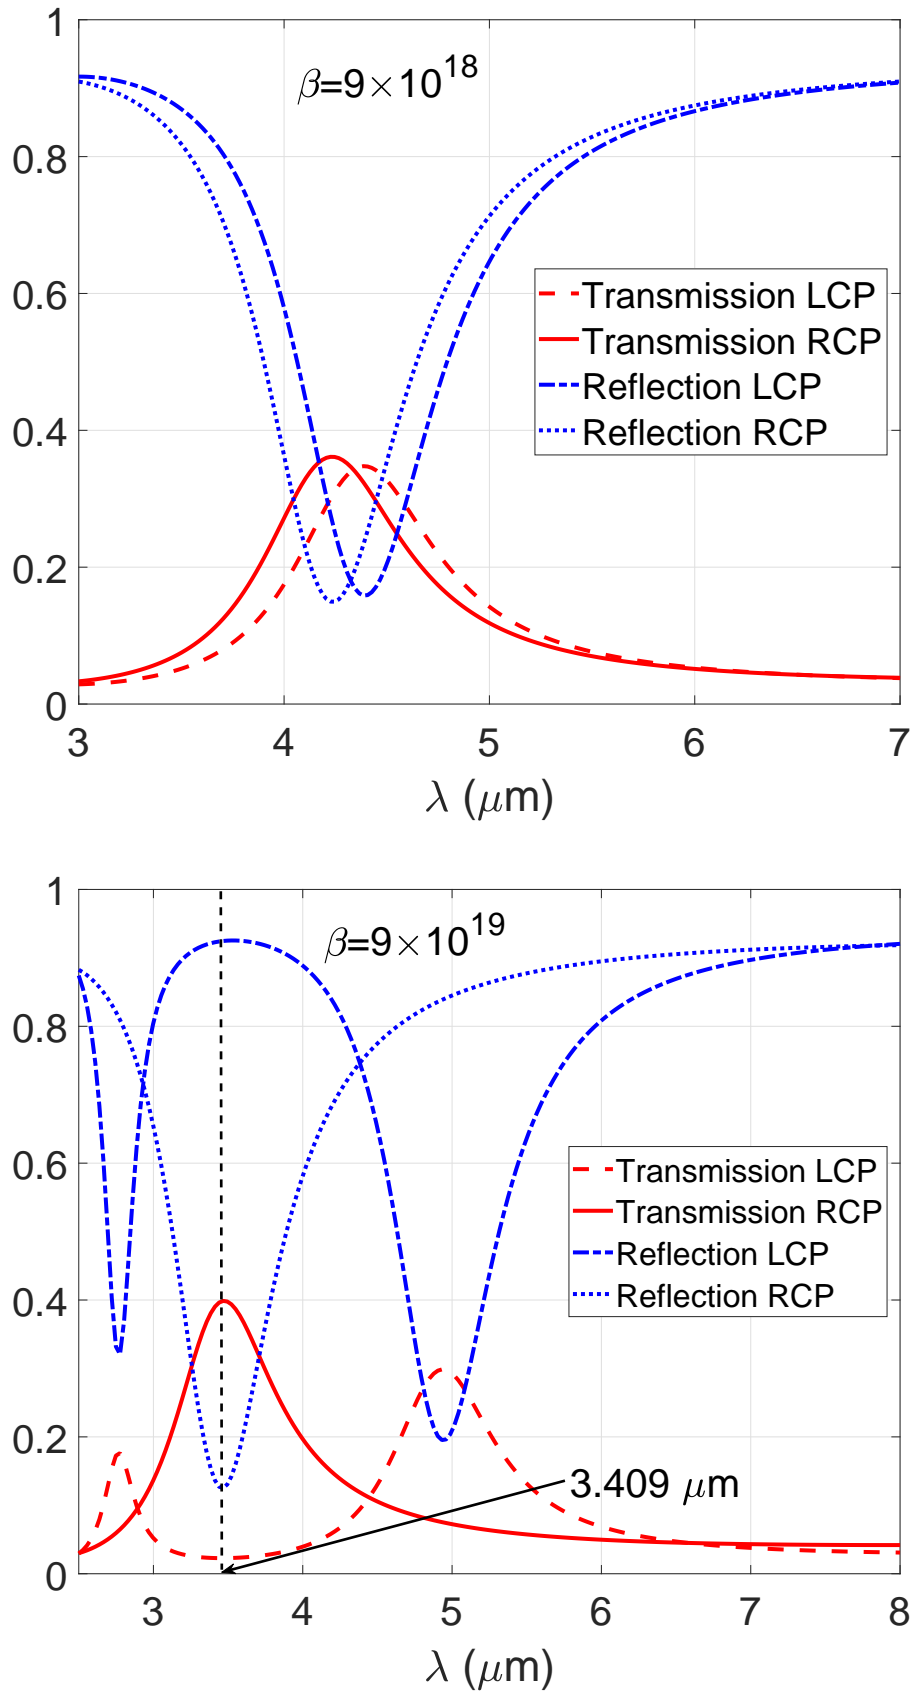 1
0.8
0.6
0.4
0.2
0
β=9×10^18
Transmission LCP
Transmission RCP
Reflection LCP
Reflection RCP
3 4 5 6 7
λ (μm)
1
0.8
0.6
0.4
0.2
0
β=9×10^19
Transmission LCP
Transmission RCP
Reflection LCP
Reflection RCP
3.409 μm
3 4 5 6 7 8
λ (μm)